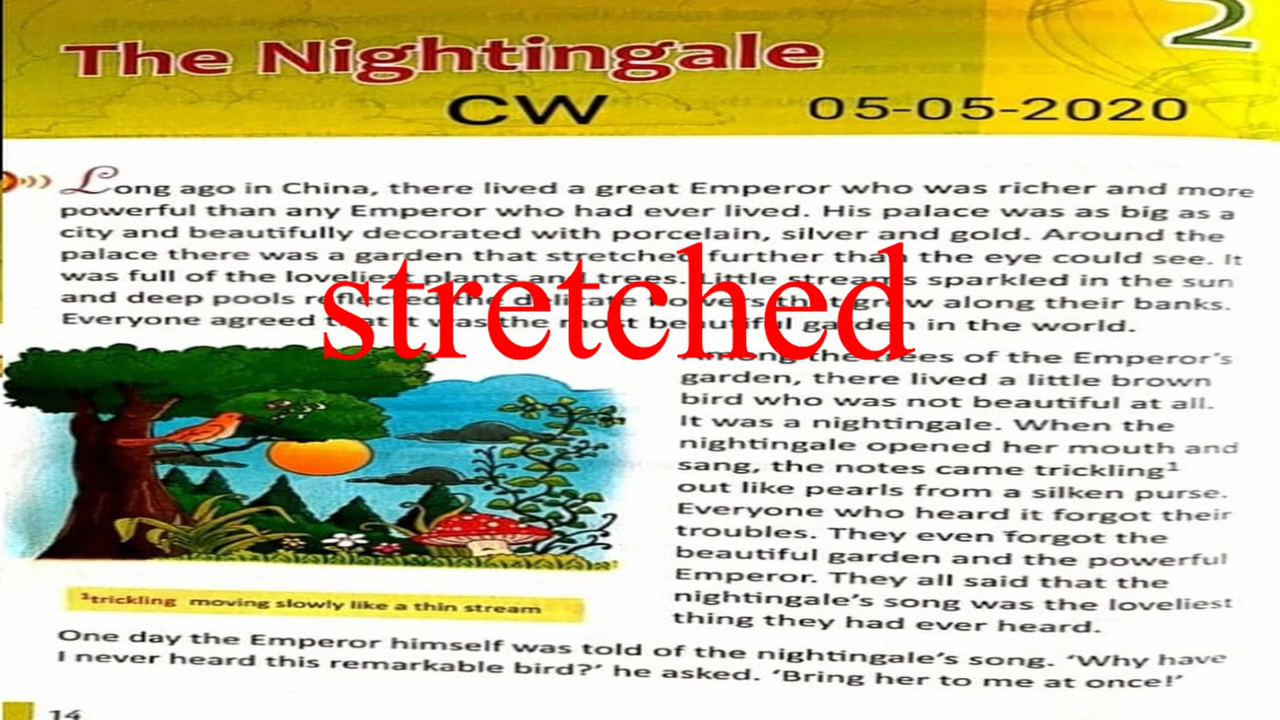 2
The Nightingale
CW 05-05-2020
Long ago in China, there lived a great Emperor who was richer and more
powerful than any Emperor who had ever lived. His palace was as big as a
city and beautifully decorated with porcelain, silver and gold. Around the
palace there was a garden that stretched further than the eye could see. It
was full of the loveliest plants and trees. Little streams sparkled in the sun
and deep pools reflected the delicate flowers that grew along their banks.
Everyone agreed that it was the most beautiful garden in the world.
stretched
Among the trees of the Emperor's
garden, there lived a little brown
bird who was not beautiful at all.
It was a nightingale. When the
nightingale opened her mouth and
sang, the notes came trickling¹
out like pearls from a silken purse.
Everyone who heard it forgot their
troubles. They even forgot the
beautiful garden and the powerful
Emperor. They all said that the
nightingale's song was the loveliest
thing they had ever heard.
¹trickling moving slowly like a thin stream
One day the Emperor himself was told of the nightingale's song. 'Why have
I never heard this remarkable bird?' he asked. 'Bring her to me at once!'
14